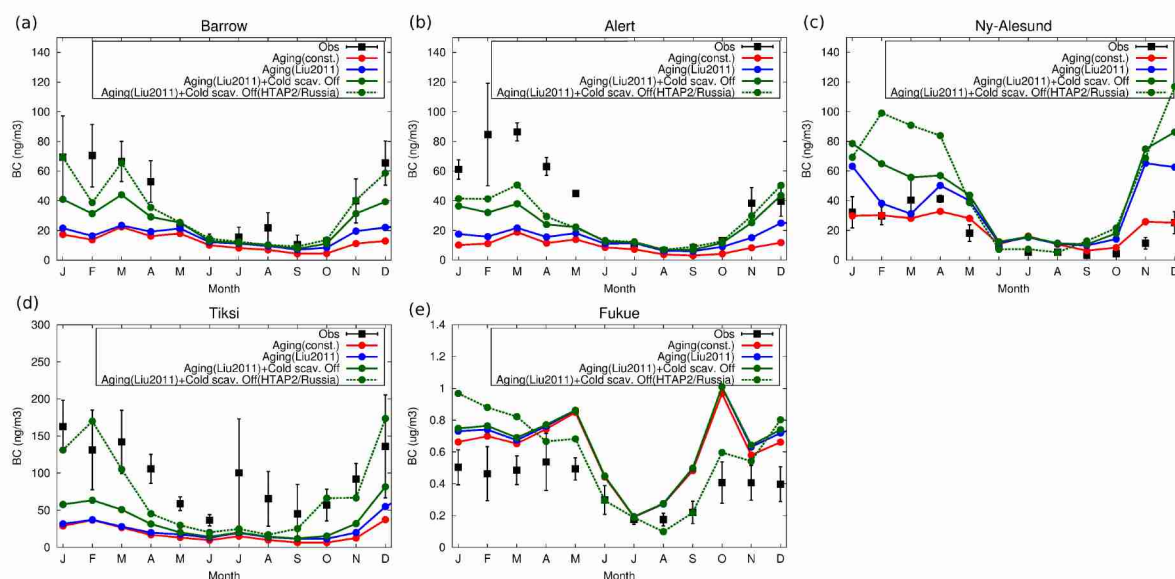 (a) Barrow
150
140
120
100
80
60
40
20
0
BC (ng/m3)
Obs
Aging(const.)
Aging(Liu2011)
Aging(Liu2011)+Cold scav. Off
Aging(Liu2011)+Cold scav. Off(HTAP2/Russia)
J F M A M J J A S O N D
Month
(b) Alert
150
140
120
100
80
60
40
20
0
BC (ng/m3)
Obs
Aging(const.)
Aging(Liu2011)
Aging(Liu2011)+Cold scav. Off
Aging(Liu2011)+Cold scav. Off(HTAP2/Russia)
J F M A M J J A S O N D
Month
(c) Ny-Alesund
150
140
120
100
80
60
40
20
0
BC (ng/m3)
Obs
Aging(const.)
Aging(Liu2011)
Aging(Liu2011)+Cold scav. Off
Aging(Liu2011)+Cold scav. Off(HTAP2/Russia)
J F M A M J J A S O N D
Month
(d) Tiksi
300
250
200
150
100
50
0
BC (ng/m3)
Obs
Aging(const.)
Aging(Liu2011)
Aging(Liu2011)+Cold scav. Off
Aging(Liu2011)+Cold scav. Off(HTAP2/Russia)
J F M A M J J A S O N D
Month
(e) Fukue
1.4
1.2
1
0.8
0.6
0.4
0.2
0
BC (ug/m3)
Obs
Aging(const.)
Aging(Liu2011)
Aging(Liu2011)+Cold scav. Off
Aging(Liu2011)+Cold scav. Off(HTAP2/Russia)
J F M A M J J A S O N D
Month